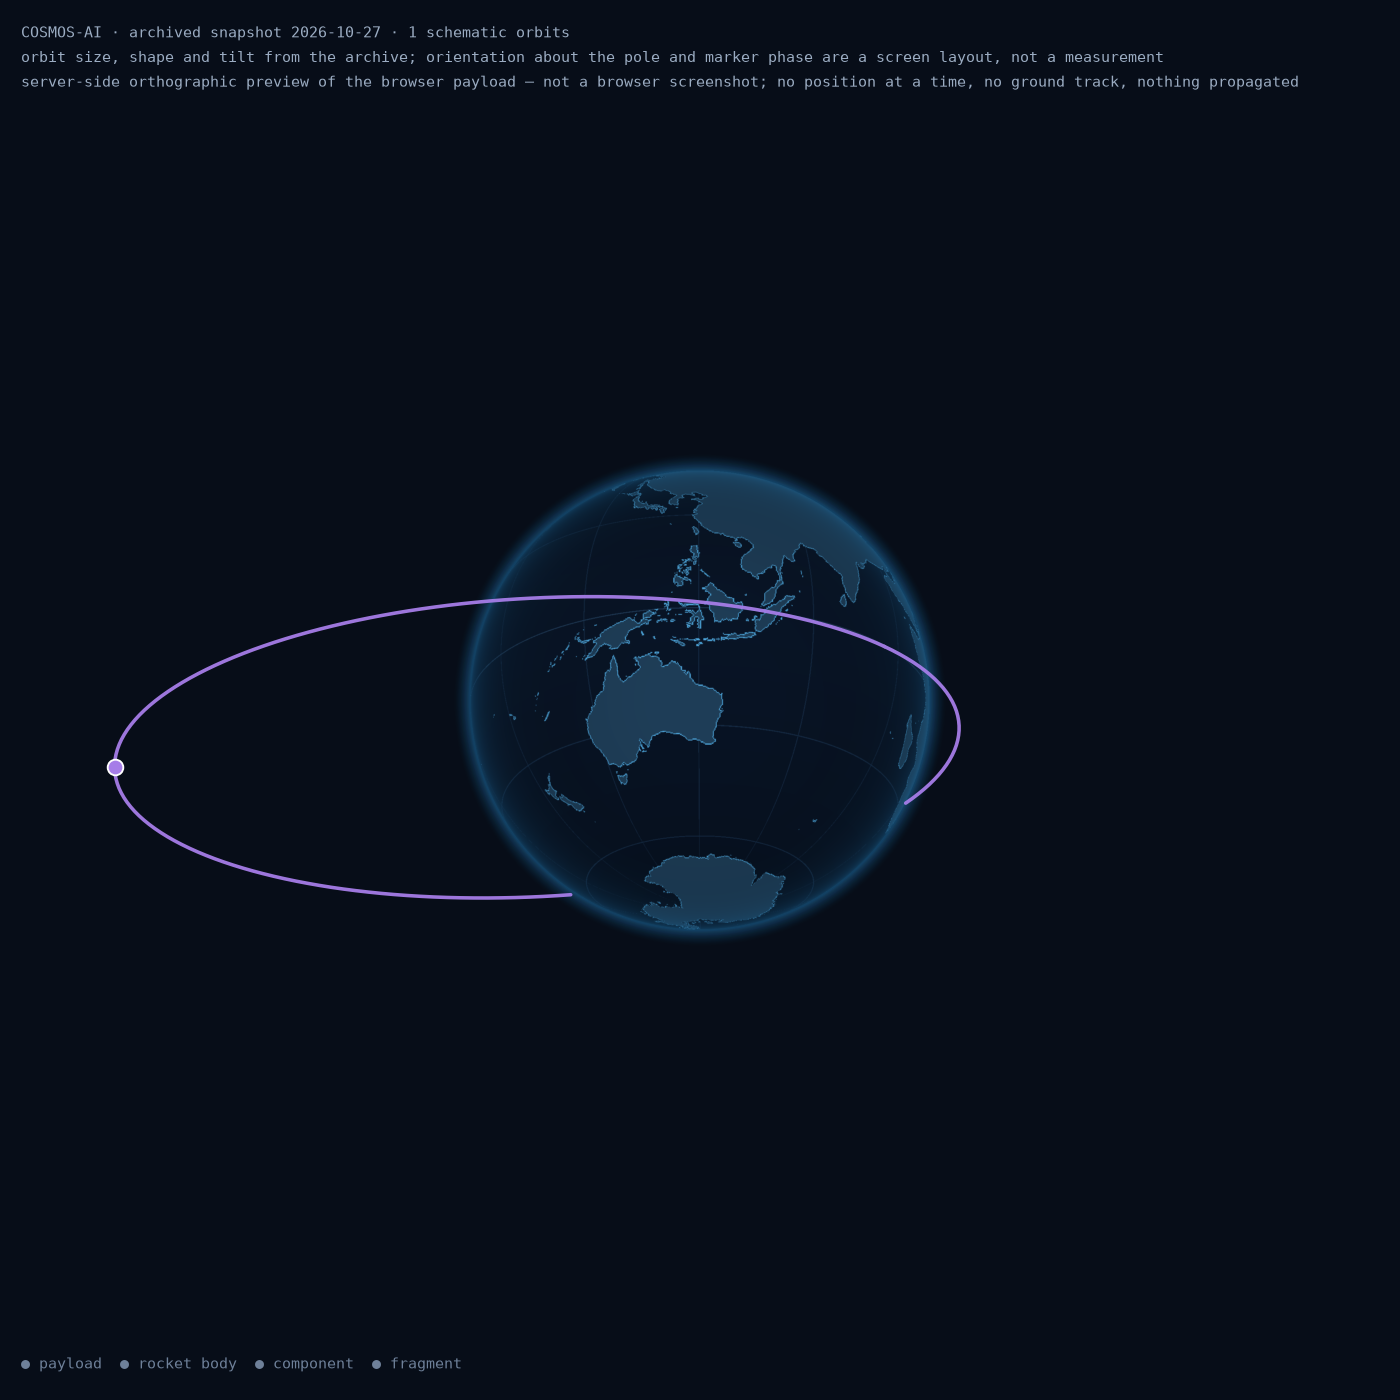 COSMOS-AI · archived snapshot 2026-10-27 · 1 schematic orbits
orbit size, shape and tilt from the archive; orientation about the pole and marker phase are a screen layout, not a measurement
server-side orthographic preview of the browser payload — not a browser screenshot; no position at a time, no ground track, nothing propagated
payload rocket body component fragment